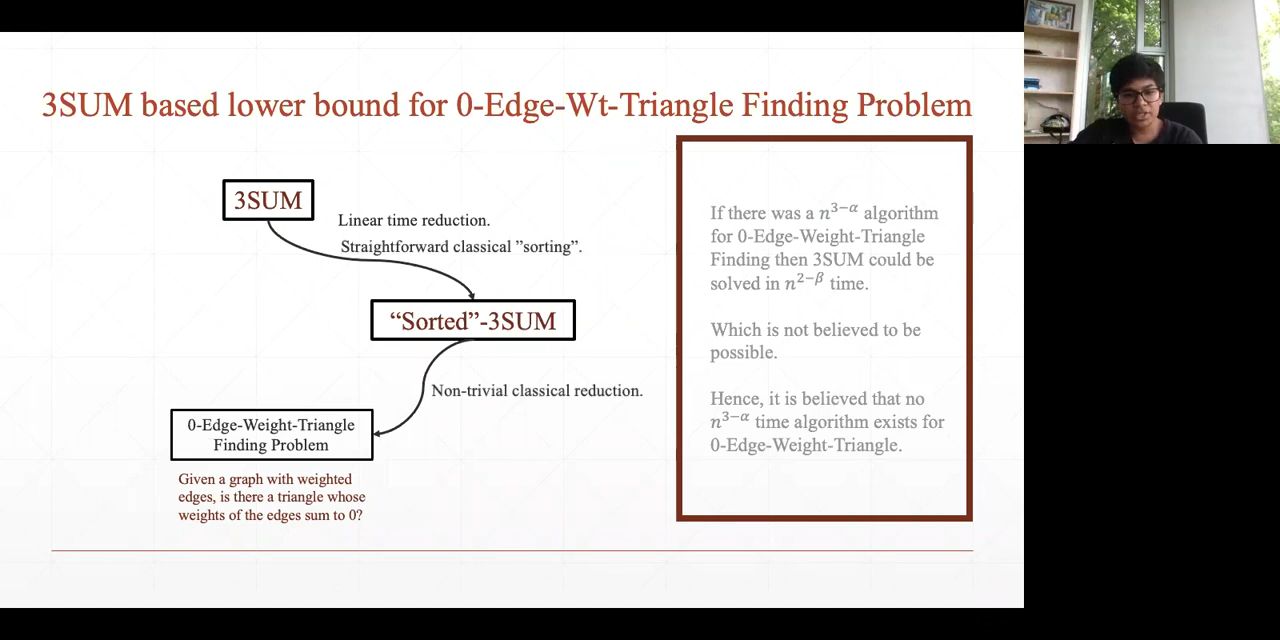 3SUM based lower bound for 0-Edge-Wt-Triangle Finding Problem
3SUM
Linear time reduction.
Straightforward classical ”sorting”.
“Sorted”-3SUM
Non-trivial classical reduction.
0-Edge-Weight-Triangle
Finding Problem
Given a graph with weighted
edges, is there a triangle whose
weights of the edges sum to 0?
If there was a n^{3−α} algorithm
for 0-Edge-Weight-Triangle
Finding then 3SUM could be
solved in n^{2−β} time.
Which is not believed to be
possible.
Hence, it is believed that no
n^{3−α} time algorithm exists for
0-Edge-Weight-Triangle.